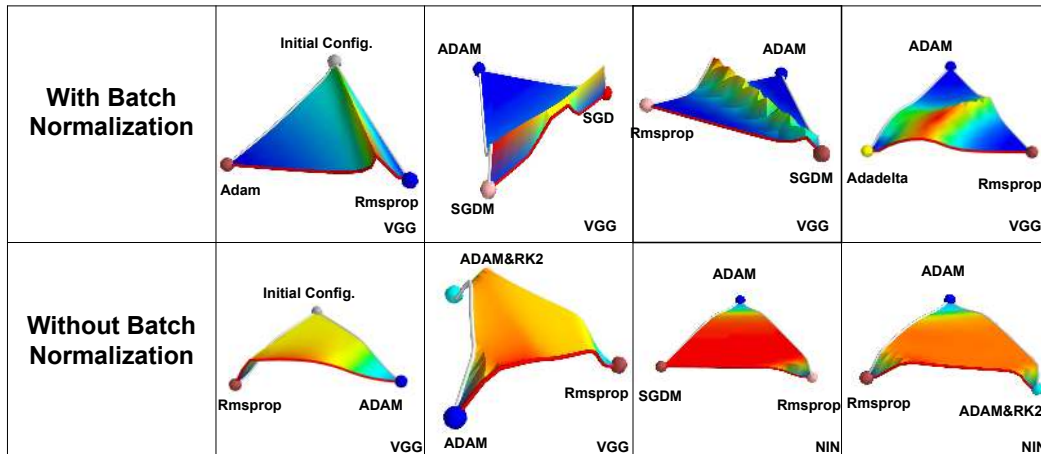 With Batch
Normalization
Initial Config.
Adam
Rmsprop
VGG
ADAM
SGD
SGDM
VGG
ADAM
Rmsprop
SGDM
VGG
ADAM
Adadelta
Rmsprop
VGG
Without Batch
Normalization
Initial Config.
Rmsprop
ADAM
VGG
ADAM&RK2
Rmsprop
ADAM
VGG
ADAM
SGDM
Rmsprop
NIN
ADAM
Rmsprop
ADAM&RK2
NIN